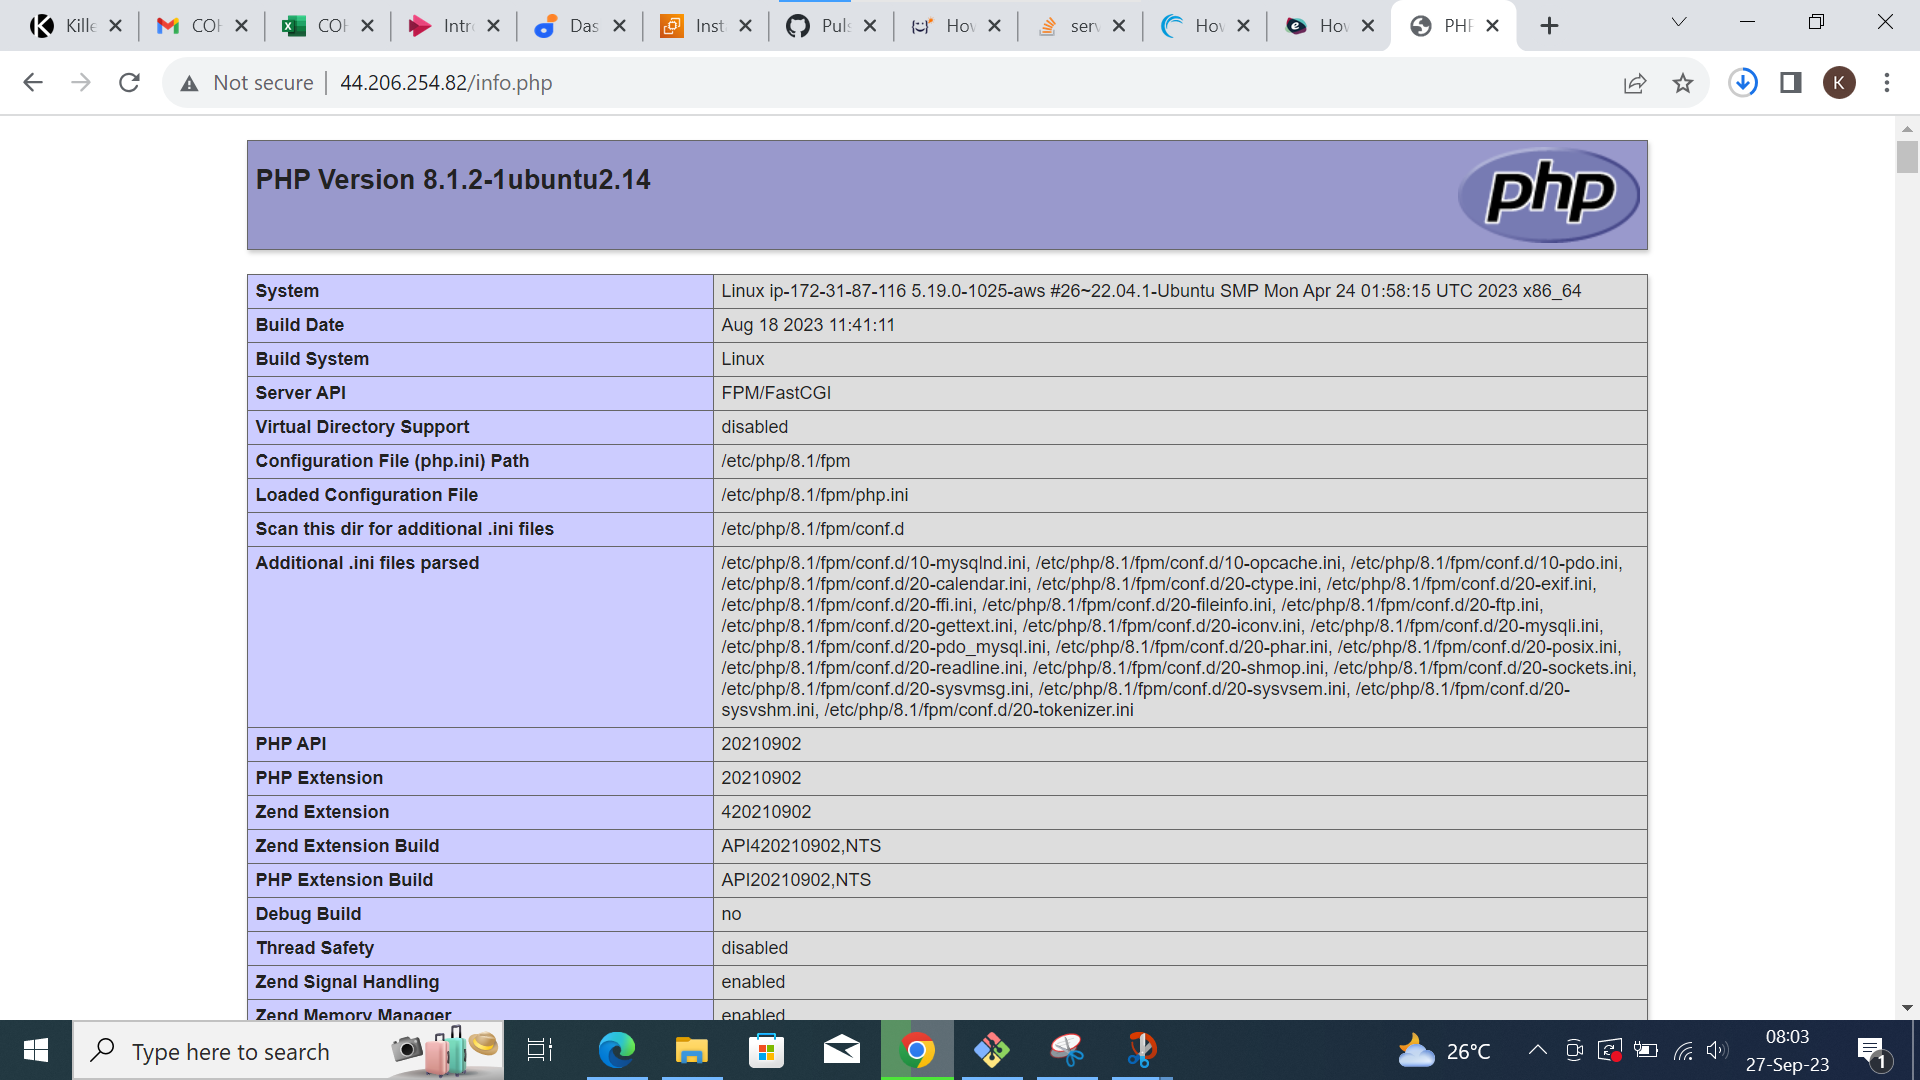 Kille
COH
COH
Intro
Das
Inst
Puls
How
serv
How
How
PHP
Not secure
44.206.254.82/info.php
K
PHP Version 8.1.2-1ubuntu2.14
php
System
Linux ip-172-31-87-116 5.19.0-1025-aws #26~22.04.1-Ubuntu SMP Mon Apr 24 01:58:15 UTC 2023 x86_64
Build Date
Aug 18 2023 11:41:11
Build System
Linux
Server API
FPM/FastCGI
Virtual Directory Support
disabled
Configuration File (php.ini) Path
/etc/php/8.1/fpm
Loaded Configuration File
/etc/php/8.1/fpm/php.ini
Scan this dir for additional .ini files
/etc/php/8.1/fpm/conf.d
Additional .ini files parsed
/etc/php/8.1/fpm/conf.d/10-mysqlnd.ini, /etc/php/8.1/fpm/conf.d/10-opcache.ini, /etc/php/8.1/fpm/conf.d/10-pdo.ini,
/etc/php/8.1/fpm/conf.d/20-calendar.ini, /etc/php/8.1/fpm/conf.d/20-ctype.ini, /etc/php/8.1/fpm/conf.d/20-exif.ini,
/etc/php/8.1/fpm/conf.d/20-ffi.ini, /etc/php/8.1/fpm/conf.d/20-fileinfo.ini, /etc/php/8.1/fpm/conf.d/20-ftp.ini,
/etc/php/8.1/fpm/conf.d/20-gettext.ini, /etc/php/8.1/fpm/conf.d/20-iconv.ini, /etc/php/8.1/fpm/conf.d/20-mysqli.ini,
/etc/php/8.1/fpm/conf.d/20-pdo_mysql.ini, /etc/php/8.1/fpm/conf.d/20-phar.ini, /etc/php/8.1/fpm/conf.d/20-posix.ini,
/etc/php/8.1/fpm/conf.d/20-readline.ini, /etc/php/8.1/fpm/conf.d/20-shmop.ini, /etc/php/8.1/fpm/conf.d/20-sockets.ini,
/etc/php/8.1/fpm/conf.d/20-sysvmsg.ini, /etc/php/8.1/fpm/conf.d/20-sysvsem.ini, /etc/php/8.1/fpm/conf.d/20-
sysvshm.ini, /etc/php/8.1/fpm/conf.d/20-tokenizer.ini
PHP API
20210902
PHP Extension
20210902
Zend Extension
420210902
Zend Extension Build
API420210902,NTS
PHP Extension Build
API20210902,NTS
Debug Build
no
Thread Safety
disabled
Zend Signal Handling
enabled
Zend Memory Manager
enabled
Type here to search
26°C
08:03
27-Sep-23
1